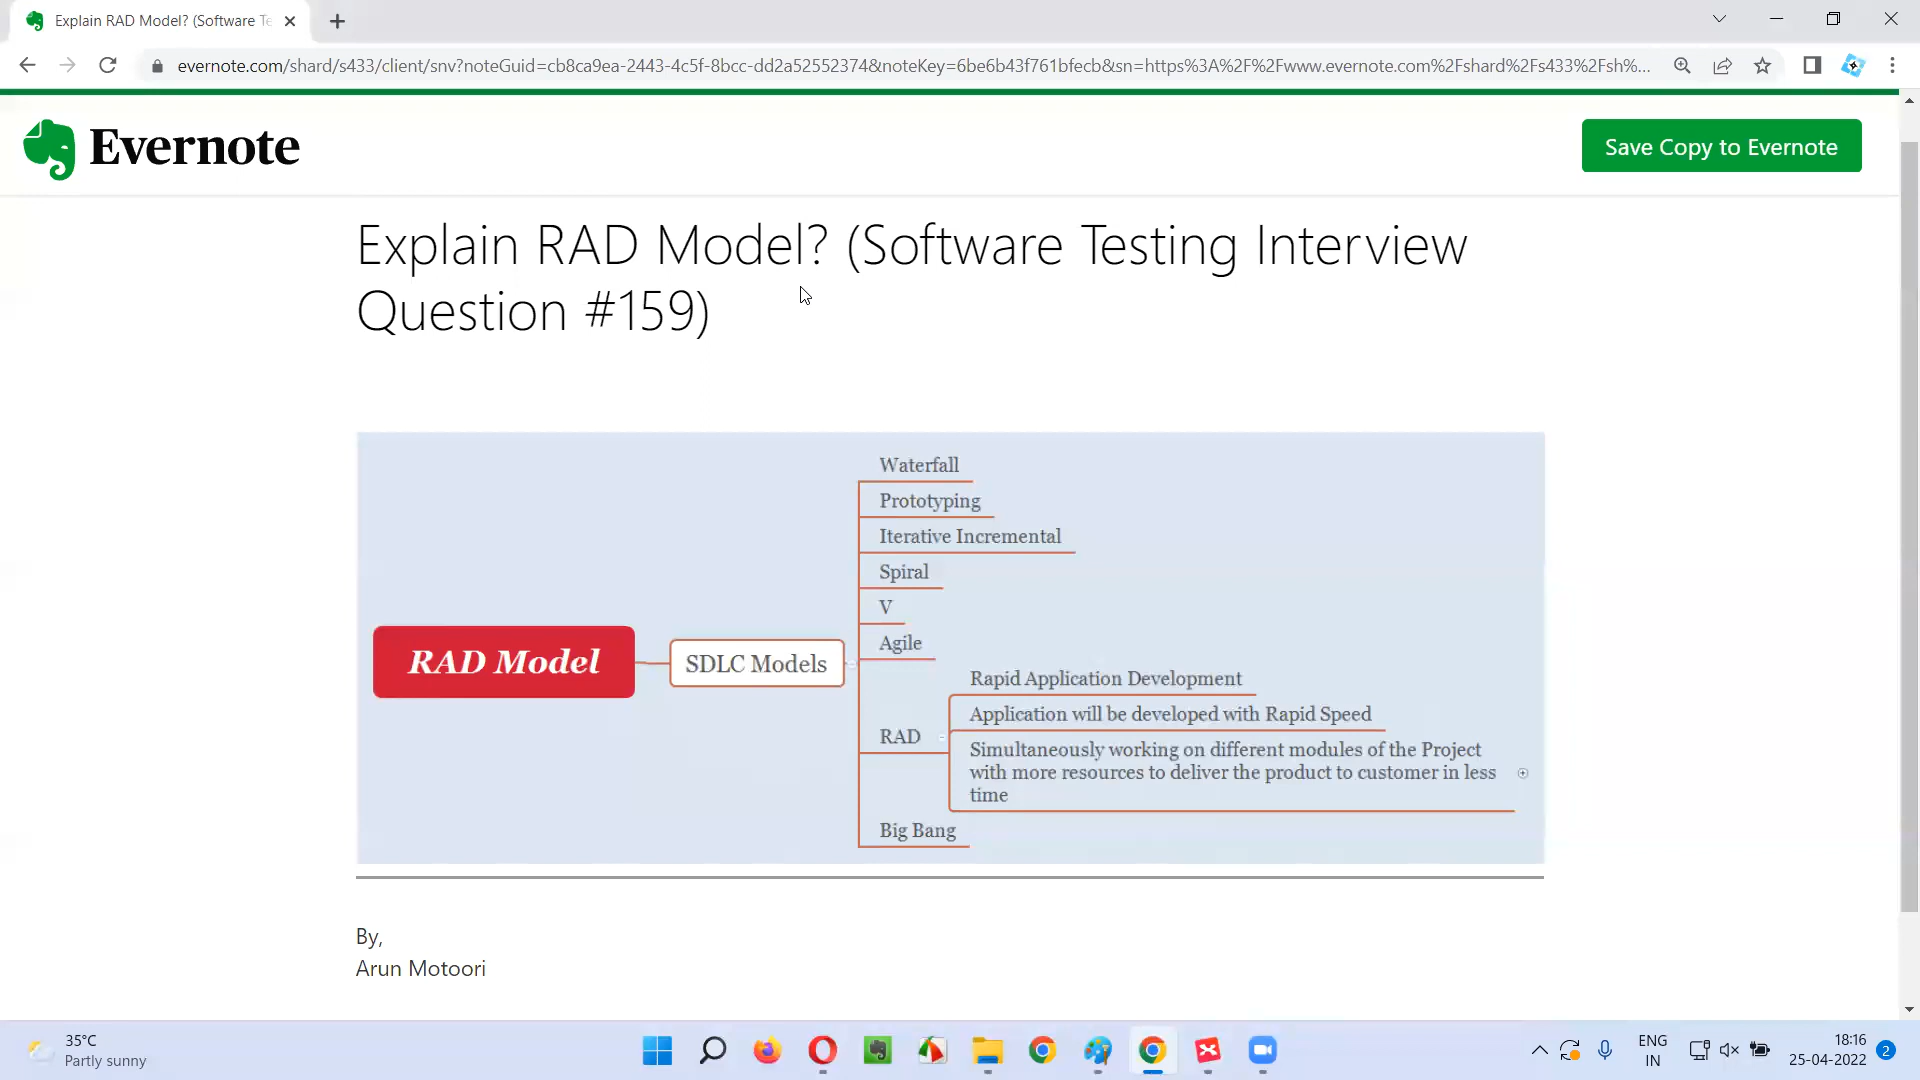 Explain RAD Model? (Software Te
evernote.com/shard/s433/client/snv?noteGuid=cb8ca9ea-2443-4c5f-8bcc-dd2a52552374&noteKey=6be6b43f761bfecb&sn=https%3A%2F%2Fwww.evernote.com%2Fshard%2Fs433%2Fsh%...
Evernote
Save Copy to Evernote
Explain RAD Model? (Software Testing Interview
Question #159)
Waterfall
Prototyping
Iterative Incremental
Spiral
V
Agile
RAD Model
SDLC Models
Rapid Application Development
Application will be developed with Rapid Speed
RAD
Simultaneously working on different modules of the Project
with more resources to deliver the product to customer in less
time
Big Bang
By,
Arun Motoori
35°C
Partly sunny
ENG
IN
18:16
25-04-2022
2